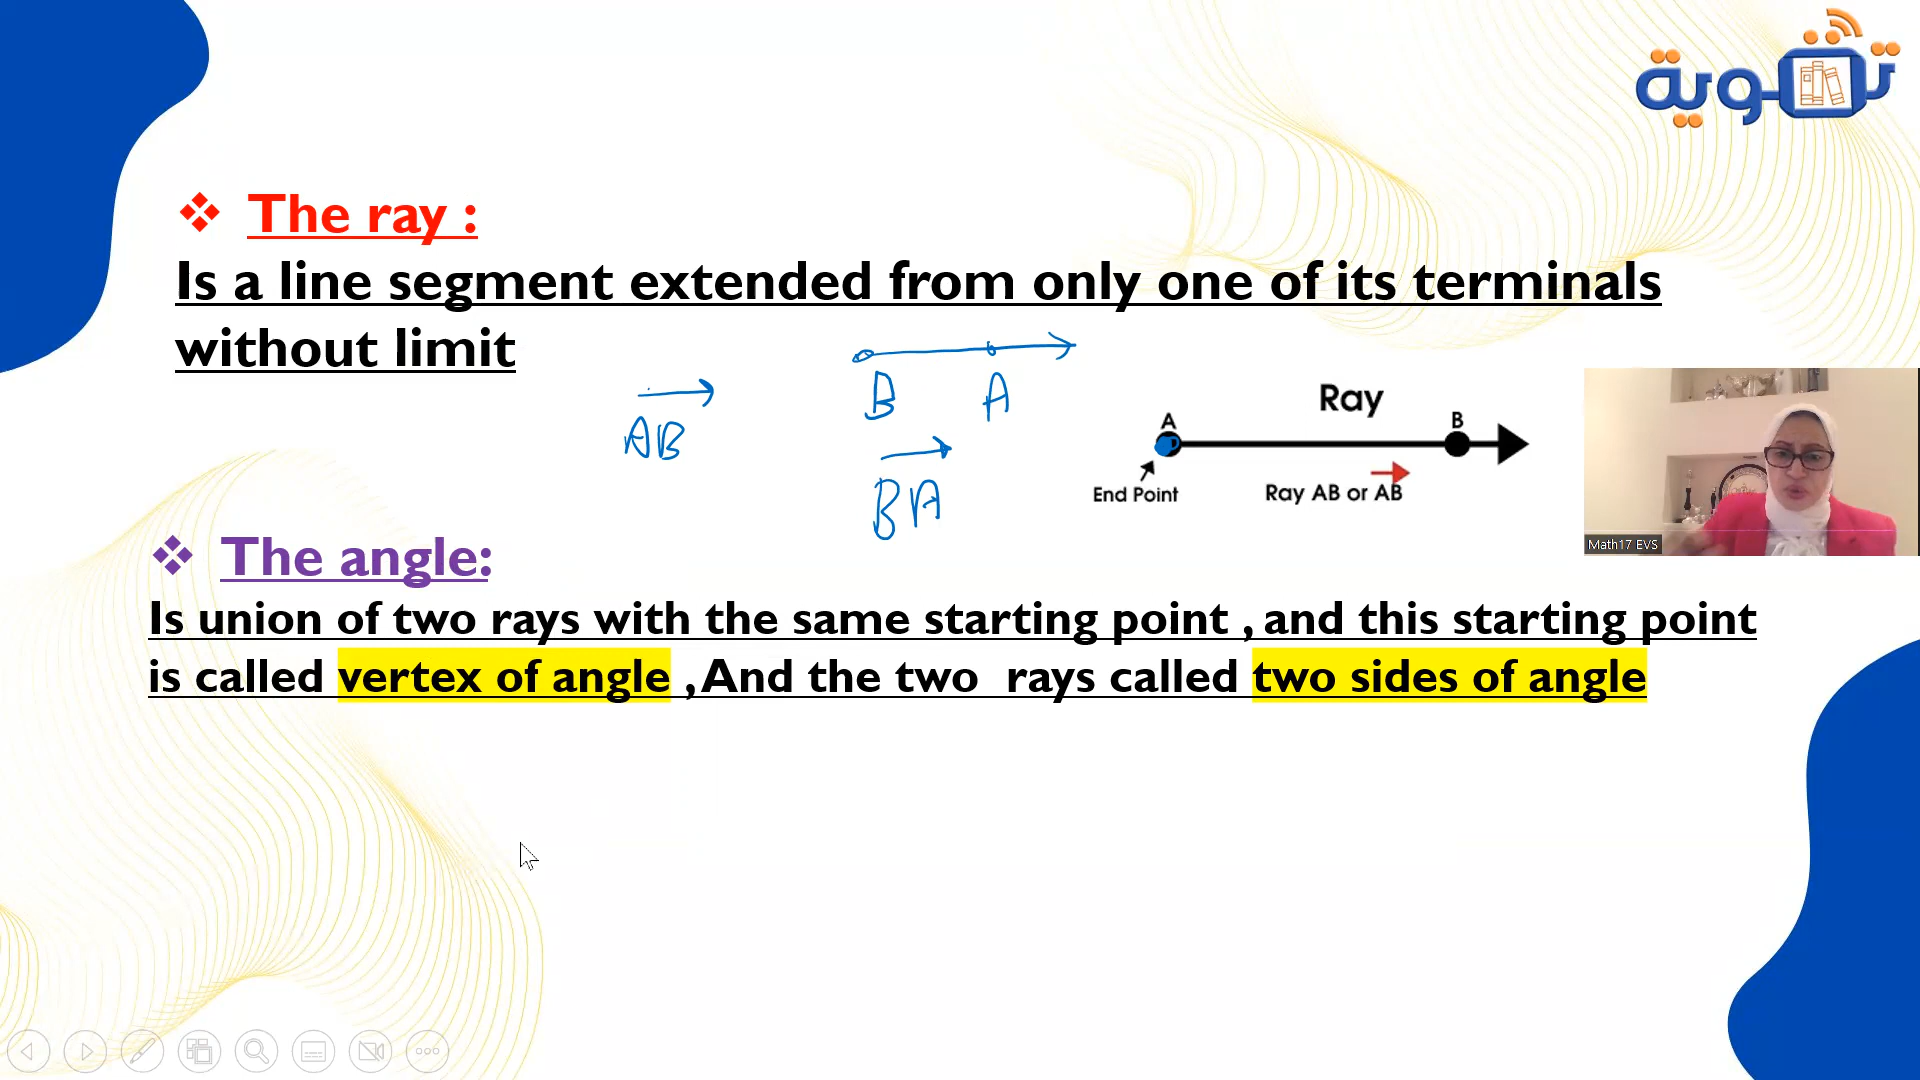 تقوية
❖ The ray :
Is a line segment extended from only one of its terminals
without limit
B A
AB
BA
Ray
A B
End Point
Ray AB or AB
Math17 EVS
❖ The angle:
Is union of two rays with the same starting point , and this starting point
is called vertex of angle , And the two rays called two sides of angle